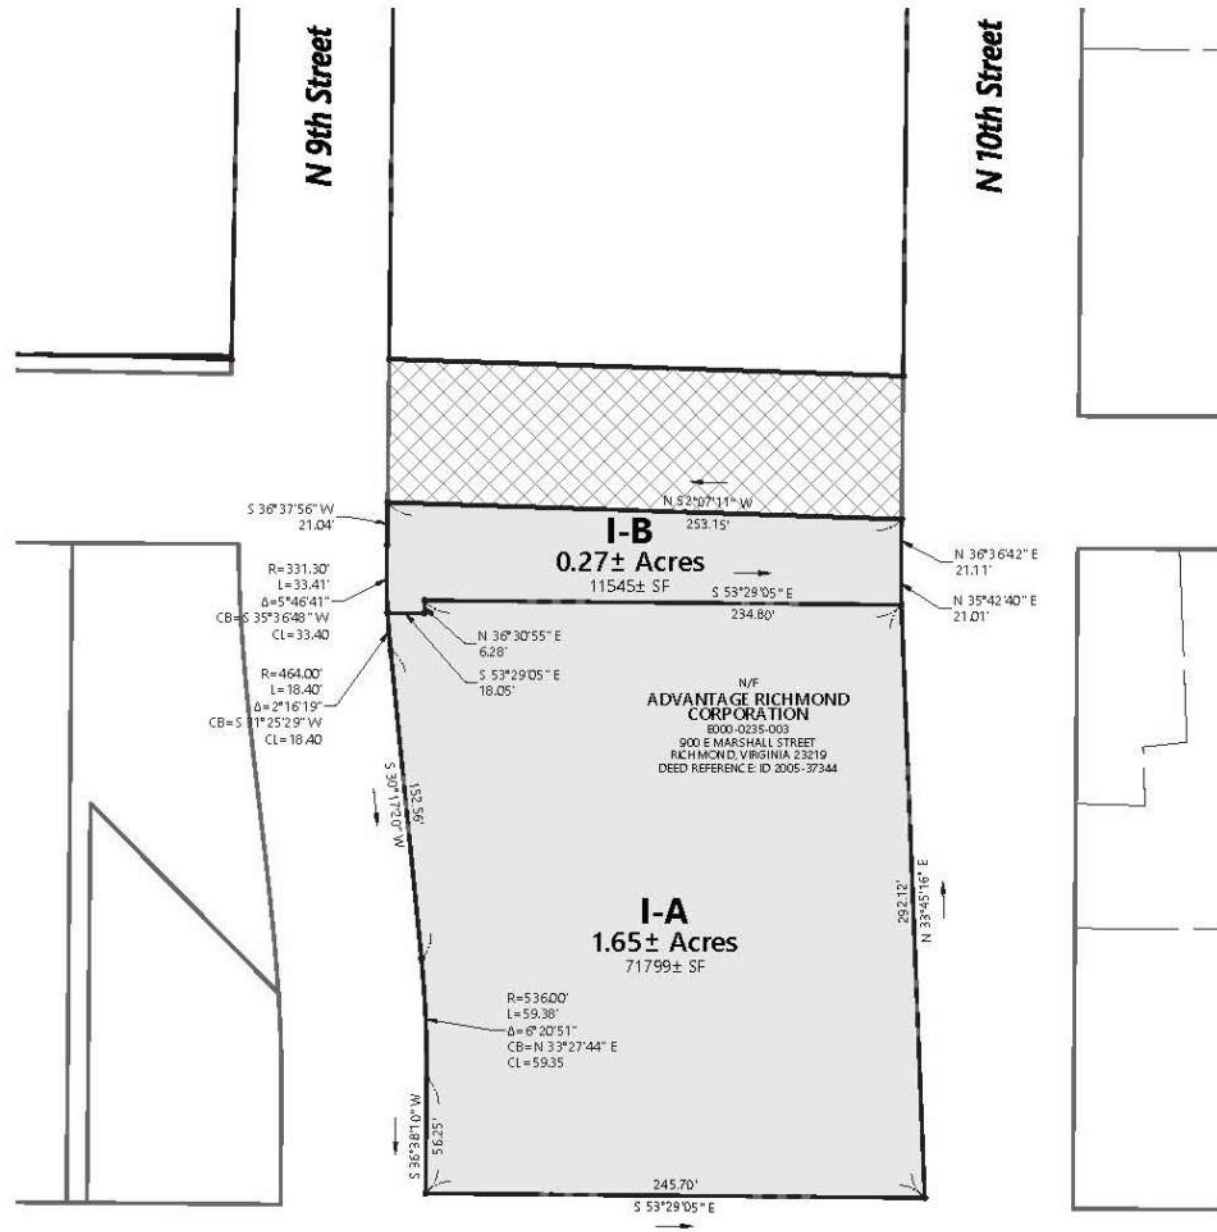 N 9th Street
N 10th Street
S 36°37'56" W
21.04'
N 52°07'11" W
253.15'
I-B
0.27± Acres
11545± SF
S 53°29'05" E
234.80'
N 36°36'42" E
21.11'
N 35°42'40" E
21.01'
R=331.30'
L=33.41'
Δ=5°46'41"
CB=S 35°36'48" W
CL=33.40
N 36°30'55" E
6.28'
S 53°29'05" E
18.05'
R=464.00'
L=18.40'
Δ=2°16'19"
CB=S 31°25'29" W
CL=18.40
N/F
ADVANTAGE RICHMOND
CORPORATION
E000-0235-003
900 E MARSHALL STREET
RICHMOND, VIRGINIA 23219
DEED REFERENCE: ID 2005-37344
S 30°17'20" W
152.56'
292.12'
N 33°45'16" E
I-A
1.65± Acres
71799± SF
R=536.00'
L=59.38'
Δ=6°20'51"
CB=N 33°27'44" E
CL=59.35
S 36°38'10" W
56.25'
245.70'
S 53°29'05" E